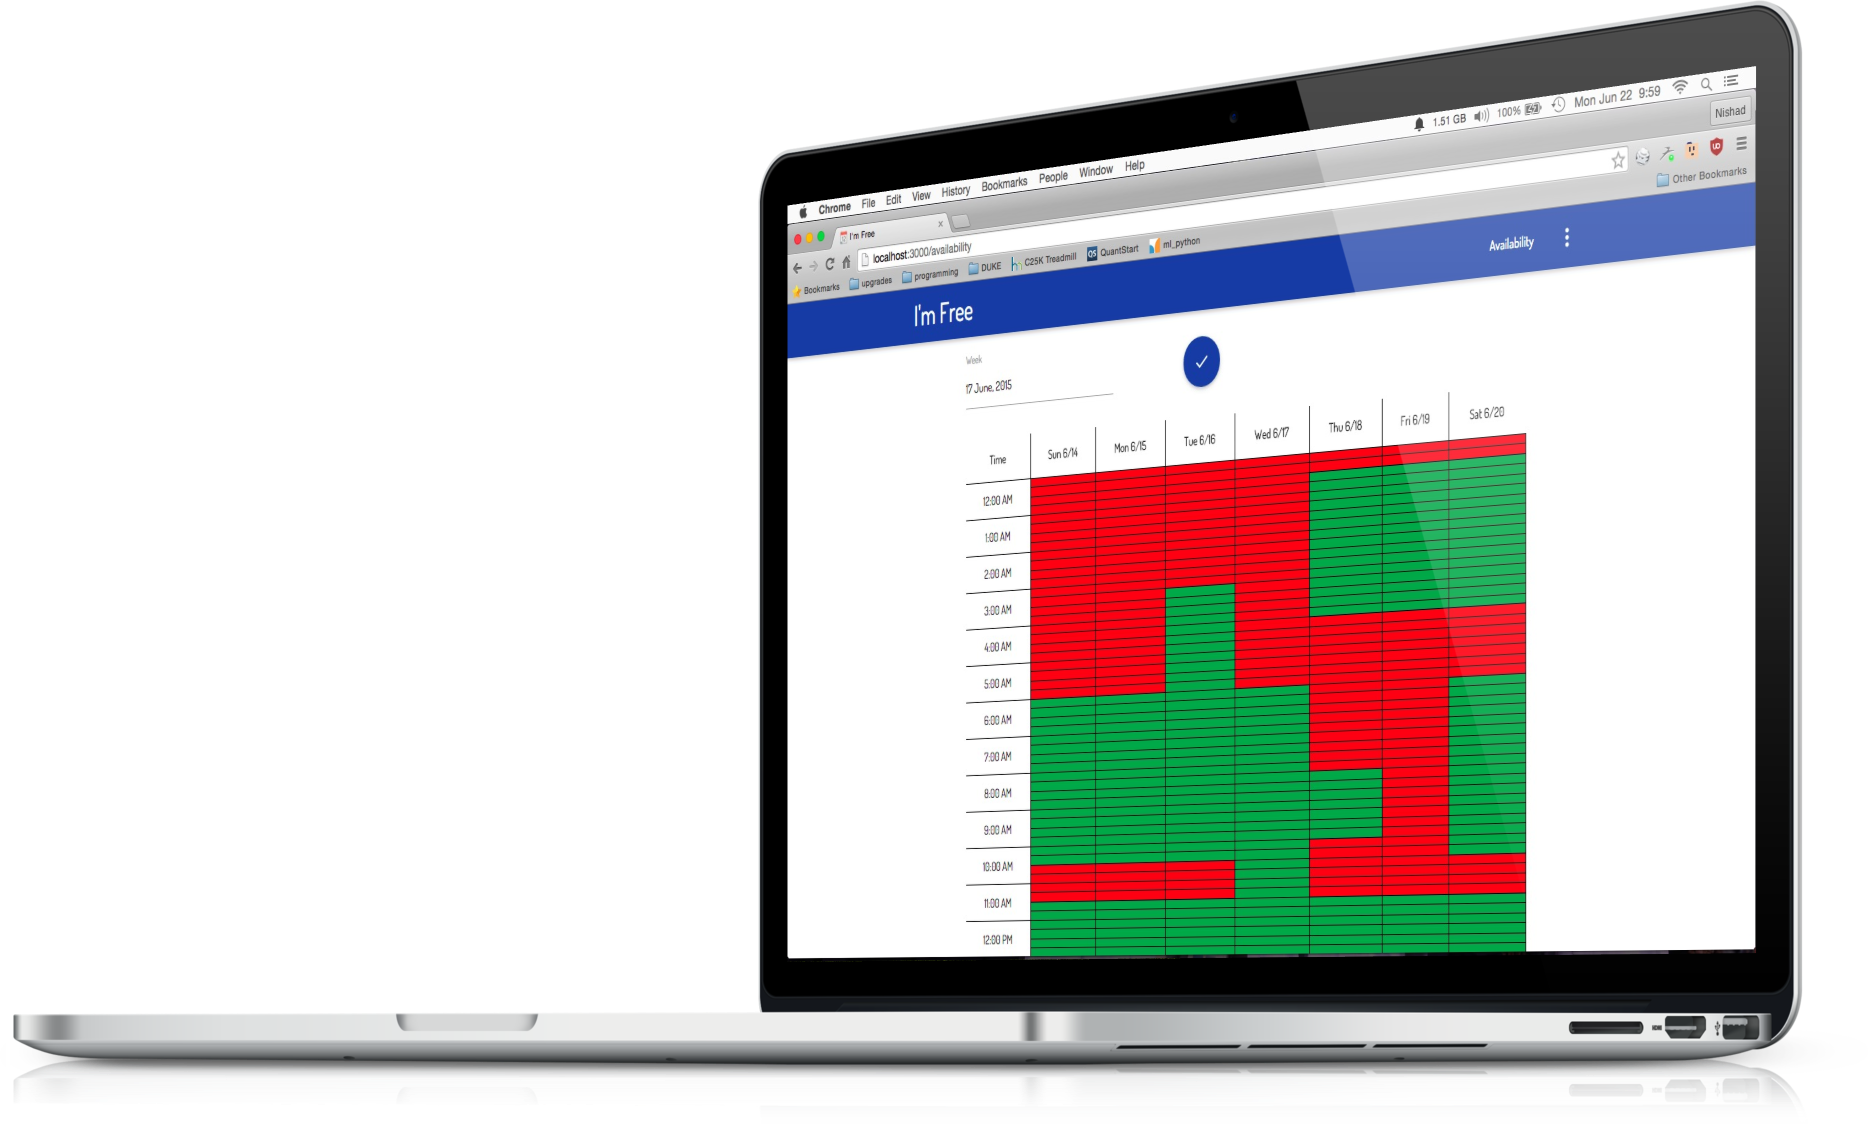 Chrome File Edit View History Bookmarks People Window Help 1.51 GB 100% Mon Jun 22 9:59
I'm Free
Nishad
localhost:3000/availability
Bookmarks upgrades programming DUKE C25K Treadmill QuantStart ml_python Other Bookmarks
I'm Free Availability
Week
17 June, 2015
Time Sun 6/14 Mon 6/15 Tue 6/16 Wed 6/17 Thu 6/18 Fri 6/19 Sat 6/20
12:00 AM
1:00 AM
2:00 AM
3:00 AM
4:00 AM
5:00 AM
6:00 AM
7:00 AM
8:00 AM
9:00 AM
10:00 AM
11:00 AM
12:00 PM